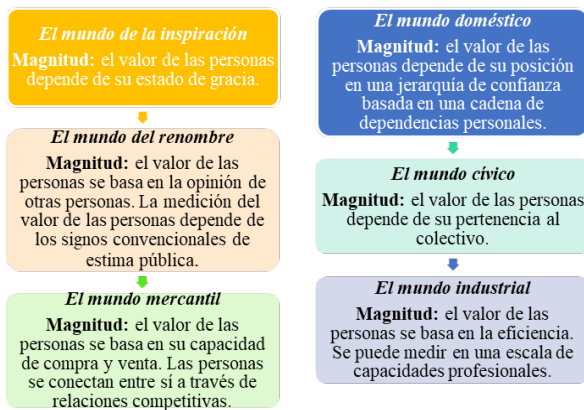 El mundo de la inspiración
Magnitud: el valor de las personas
depende de su estado de gracia.
El mundo del renombre
Magnitud: el valor de las
personas se basa en la opinión de
otras personas. La medición del
valor de las personas depende de
los signos convencionales de
estima pública.
El mundo mercantil
Magnitud: el valor de las
personas se basa en su capacidad
de compra y venta. Las personas
se conectan entre sí a través de
relaciones competitivas.
El mundo doméstico
Magnitud: el valor de las
personas depende de su posición
en una jerarquía de confianza
basada en una cadena de
dependencias personales.
El mundo cívico
Magnitud: el valor de las personas
depende de su pertenencia al
colectivo.
El mundo industrial
Magnitud: el valor de las
personas se basa en la eficiencia.
Se puede medir en una escala de
capacidades profesionales.